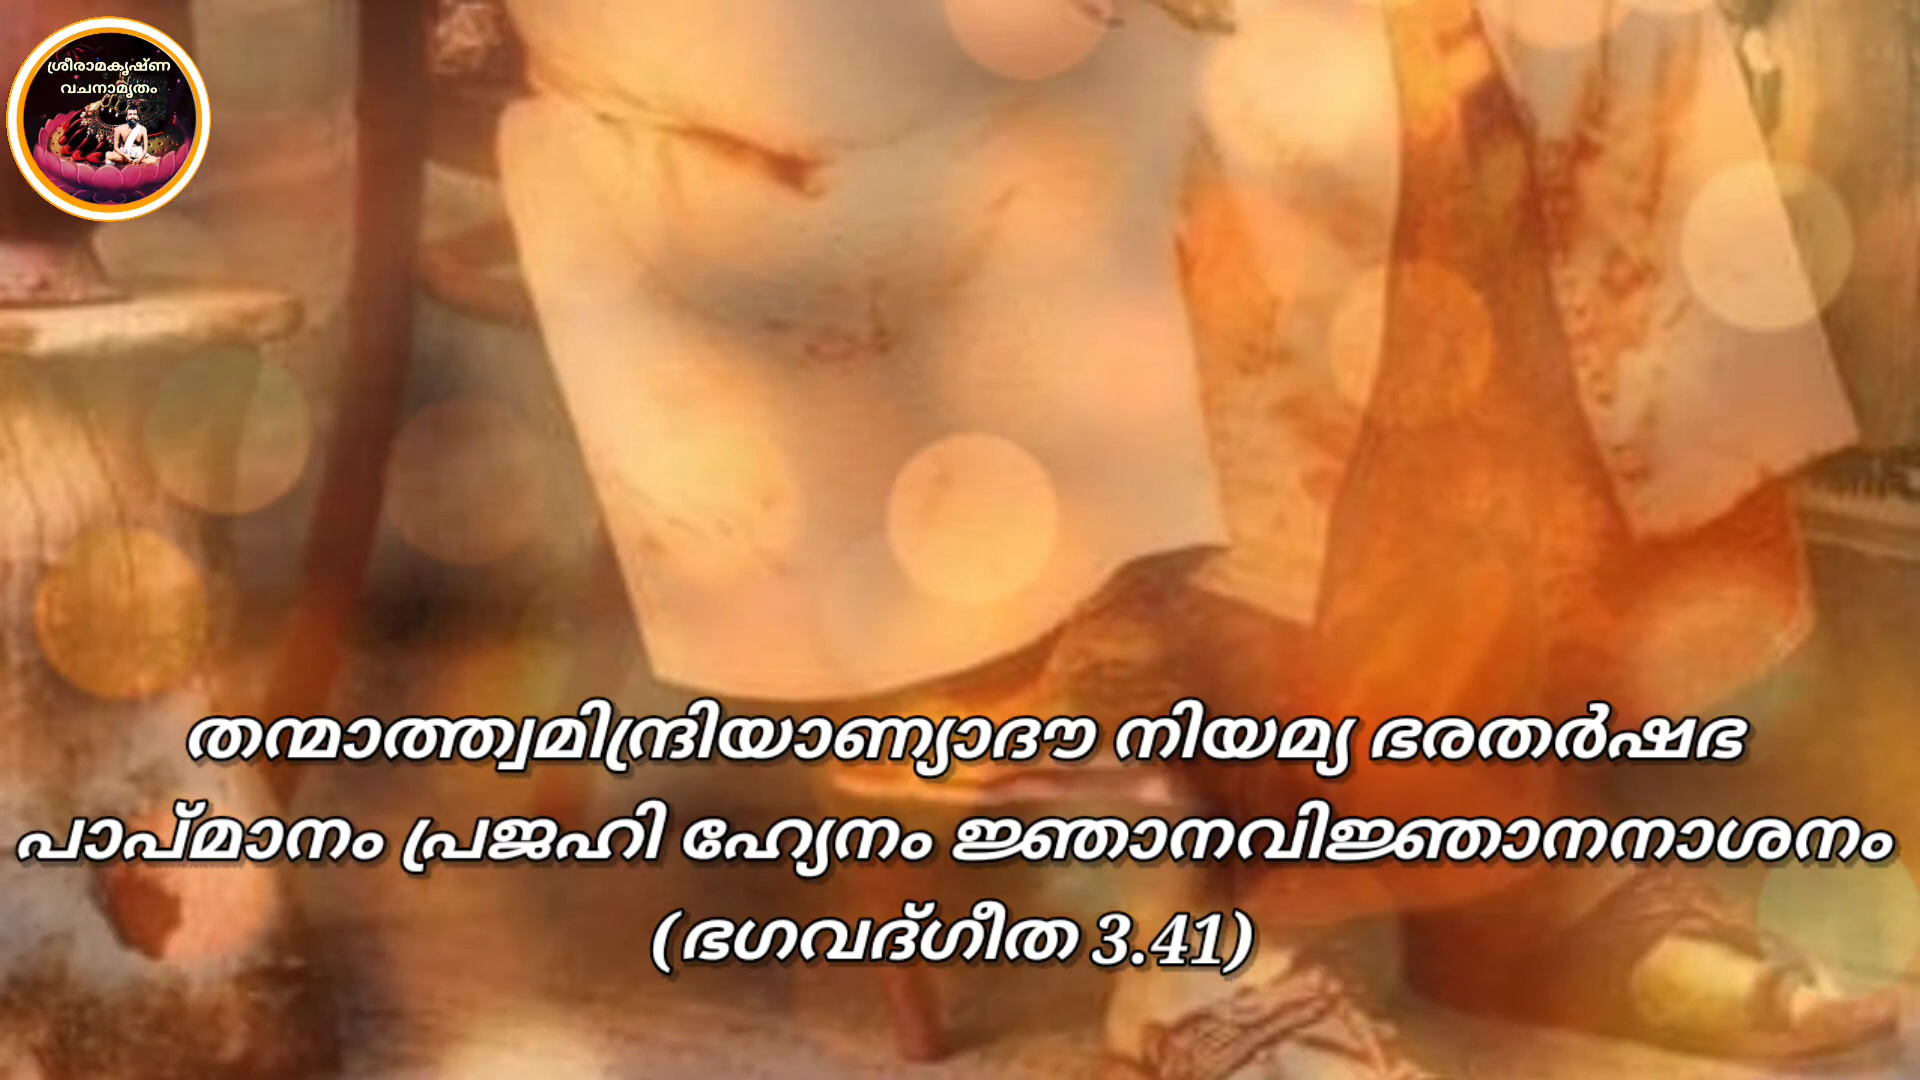 ശ്രീരാമകൃഷ്ണ
വചനാമൃതം
തന്മാത്ത്വമിന്ദ്രിയാണ്യാദൗ നിയമ്യ ഭരതർഷഭ
പാപ്മാനം പ്രജഹി ഹ്യേനം ജ്ഞാനവിജ്ഞാനനാശനം
(ഭഗവദ്ഗീത 3.41)